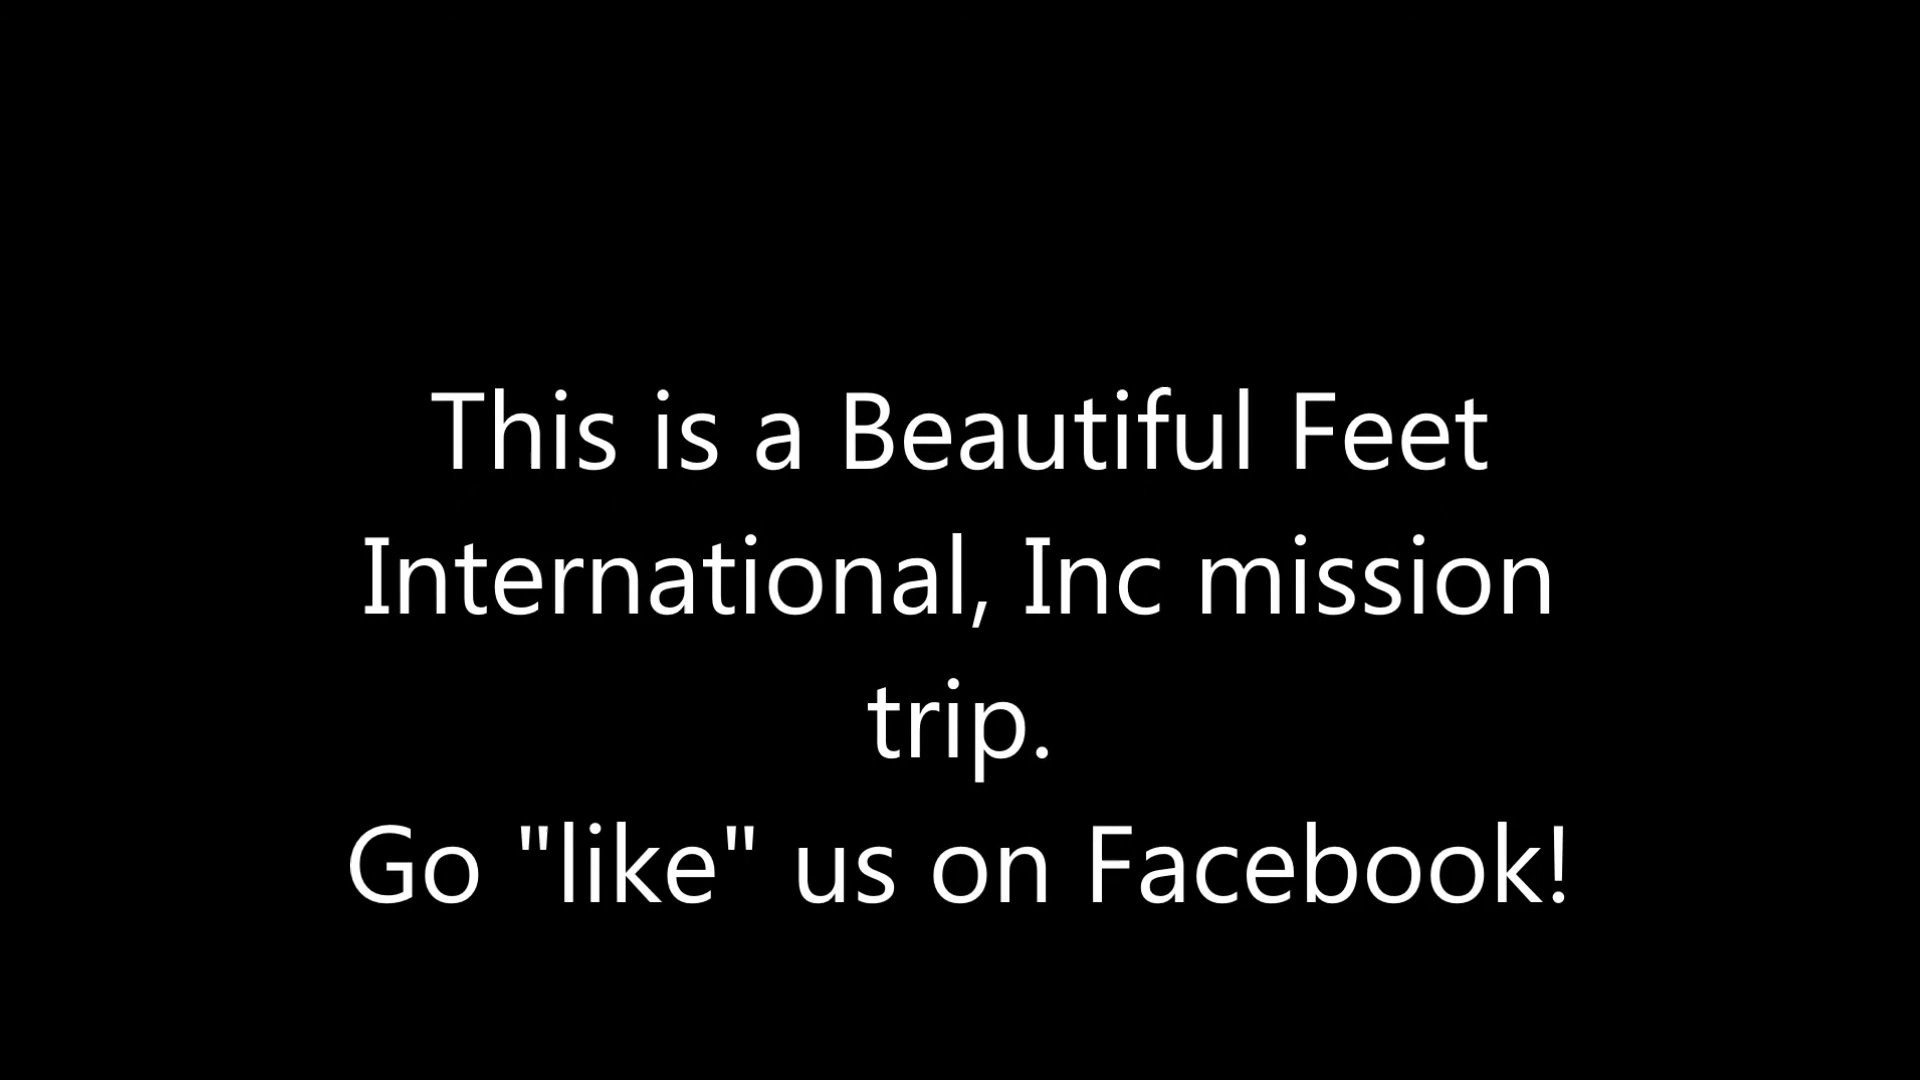 This is a Beautiful Feet
International, Inc mission
trip.
Go "like" us on Facebook!